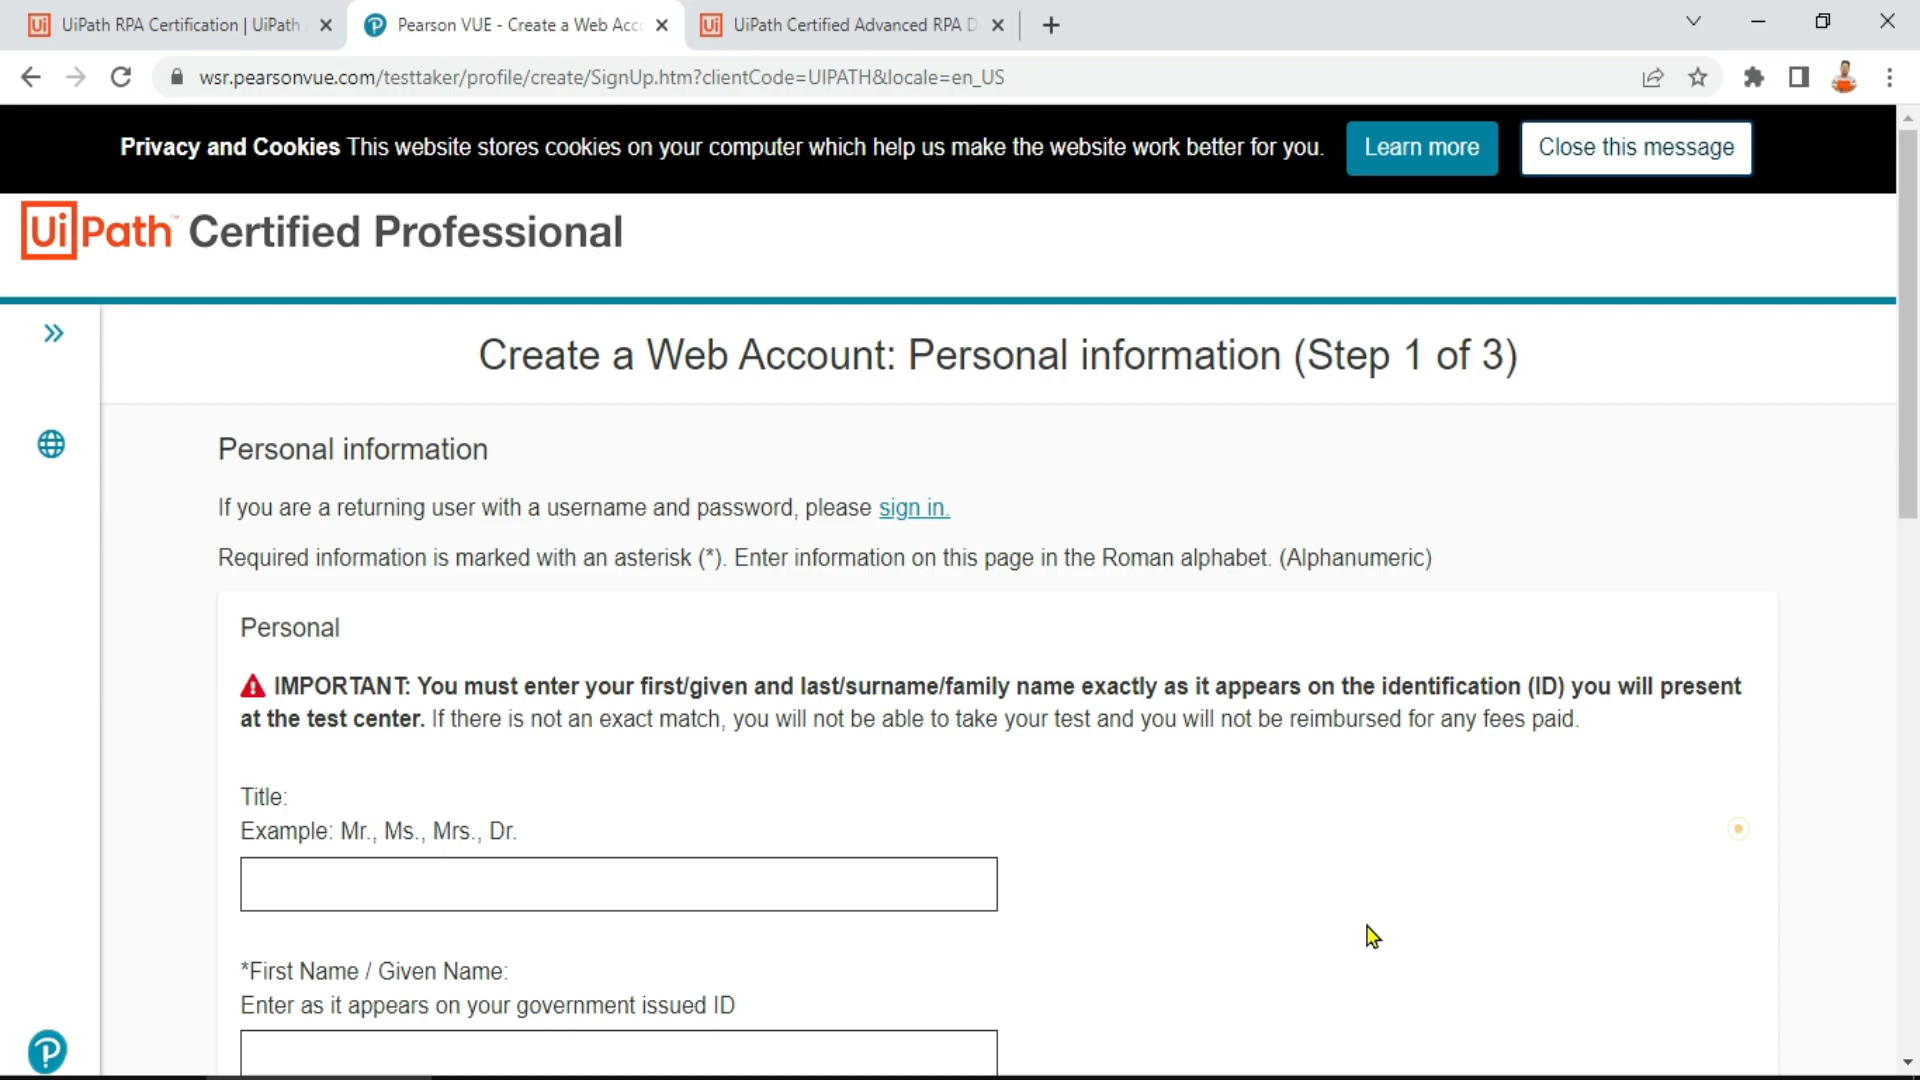 UiPath RPA Certification | UiPath
Pearson VUE - Create a Web Acc
UiPath Certified Advanced RPA D
wsr.pearsonvue.com/testtaker/profile/create/SignUp.htm?clientCode=UIPATH&locale=en_US
Privacy and Cookies This website stores cookies on your computer which help us make the website work better for you.
Learn more
Close this message
UiPath™ Certified Professional
Create a Web Account: Personal information (Step 1 of 3)
Personal information
If you are a returning user with a username and password, please sign in.
Required information is marked with an asterisk (*). Enter information on this page in the Roman alphabet. (Alphanumeric)
Personal
IMPORTANT: You must enter your first/given and last/surname/family name exactly as it appears on the identification (ID) you will present
at the test center. If there is not an exact match, you will not be able to take your test and you will not be reimbursed for any fees paid.
Title:
Example: Mr., Ms., Mrs., Dr.
*First Name / Given Name:
Enter as it appears on your government issued ID